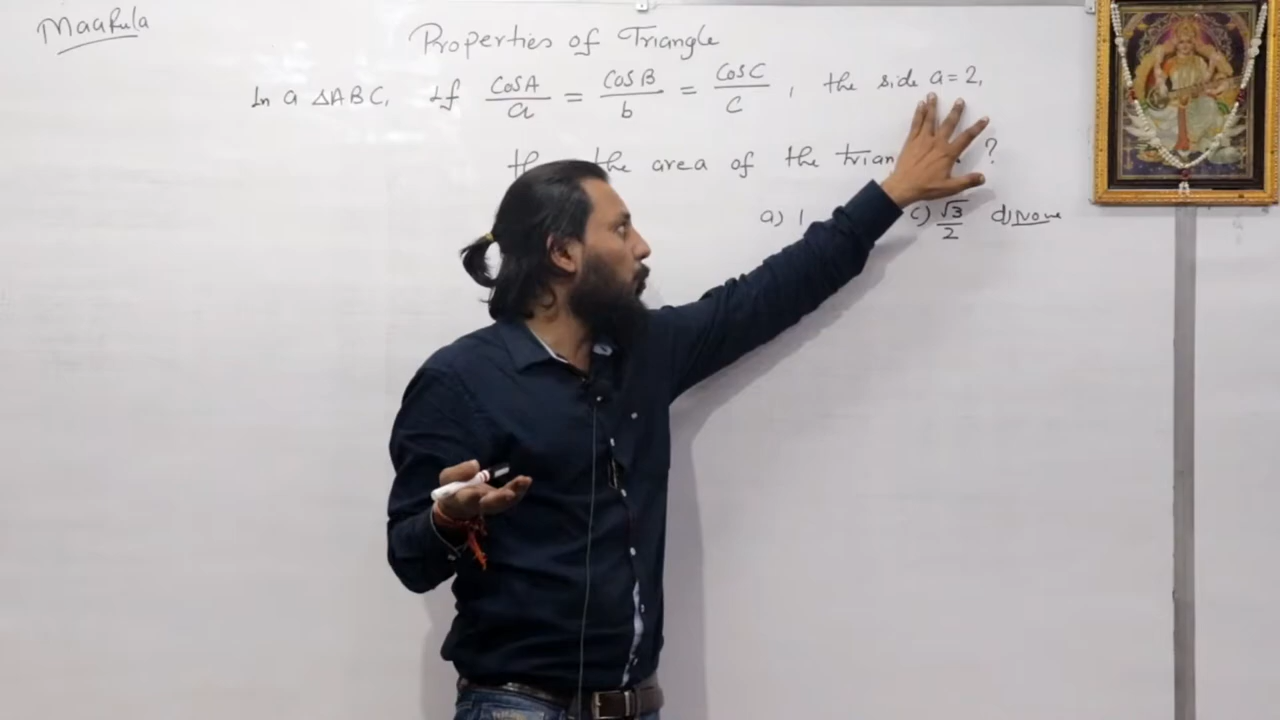 MaaRula
Properties of Triangle
In a ΔABC, If CosA/a = CosB/b = CosC/c, the side a=2,
the area of the ?
a) 1 c) √3/2 d) None